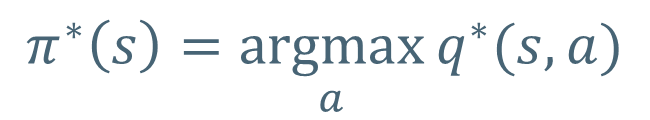 π*(s) = argmax q*(s, a)
a